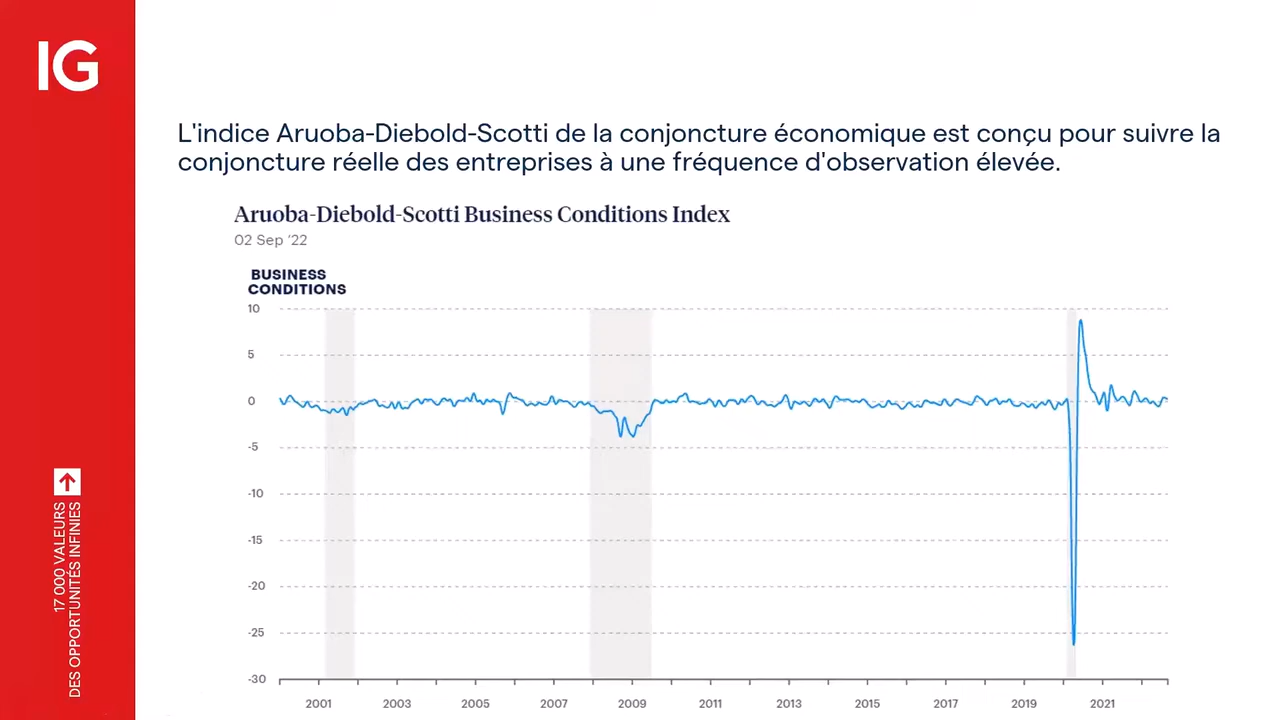 IG
L'indice Aruoba-Diebold-Scotti de la conjoncture économique est conçu pour suivre la
conjoncture réelle des entreprises à une fréquence d'observation élevée.
Aruoba-Diebold-Scotti Business Conditions Index
02 Sep '22
BUSINESS
CONDITIONS
10
5
0
-5
-10
-15
-20
-25
-30
2001 2003 2005 2007 2009 2011 2013 2015 2017 2019 2021
17 000 VALEURS
DES OPPORTUNITÉS INFINIES